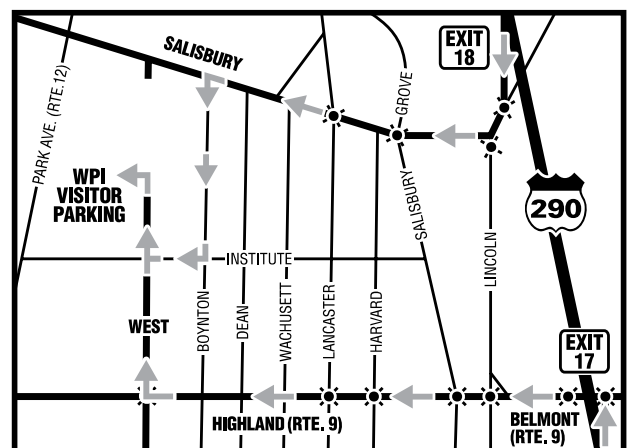 SALISBURY
EXIT
18
PARK AVE. (RTE.12)
GROVE
WPI
VISITOR
PARKING
290
SALISBURY
INSTITUTE
LINCOLN
WEST
BOYNTON
DEAN
WACHUSETT
LANCASTER
HARVARD
EXIT
17
HIGHLAND (RTE. 9)
BELMONT
(RTE. 9)